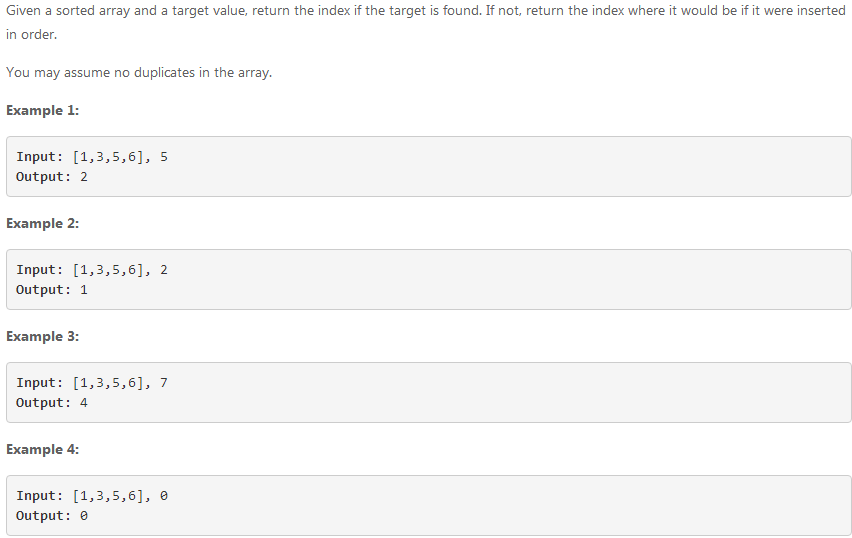 Given a sorted array and a target value, return the index if the target is found. If not, return the index where it would be if it were inserted
in order.
You may assume no duplicates in the array.
Example 1:
Input: [1,3,5,6], 5
Output: 2
Example 2:
Input: [1,3,5,6], 2
Output: 1
Example 3:
Input: [1,3,5,6], 7
Output: 4
Example 4:
Input: [1,3,5,6], 0
Output: 0